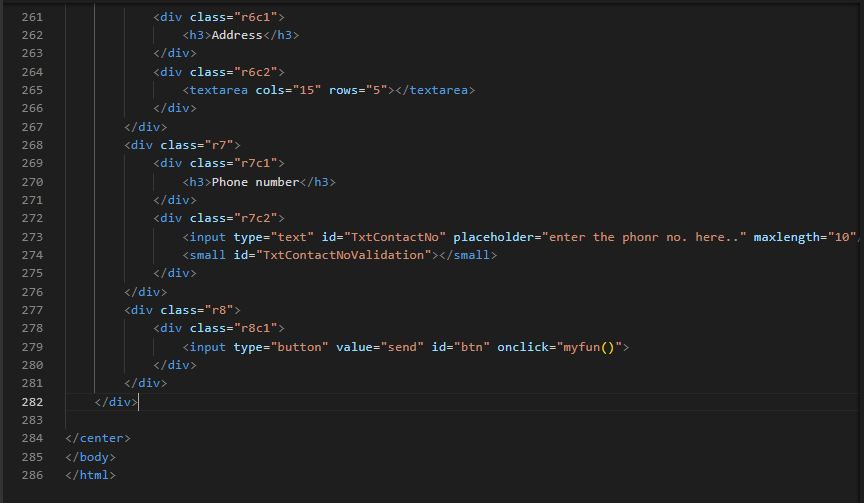 261 <div class="r6c1">
262 <h3>Address</h3>
263 </div>
264 <div class="r6c2">
265 <textarea cols="15" rows="5"></textarea>
266 </div>
267 </div>
268 <div class="r7">
269 <div class="r7c1">
270 <h3>Phone number</h3>
271 </div>
272 <div class="r7c2">
273 <input type="text" id="TxtContactNo" placeholder="enter the phonr no. here.." maxlength="10"/
274 <small id="TxtContactNoValidation"></small>
275 </div>
276 </div>
277 <div class="r8">
278 <div class="r8c1">
279 <input type="button" value="send" id="btn" onclick="myfun()">
280 </div>
281 </div>
282 </div>
283
284 </center>
285 </body>
286 </html>